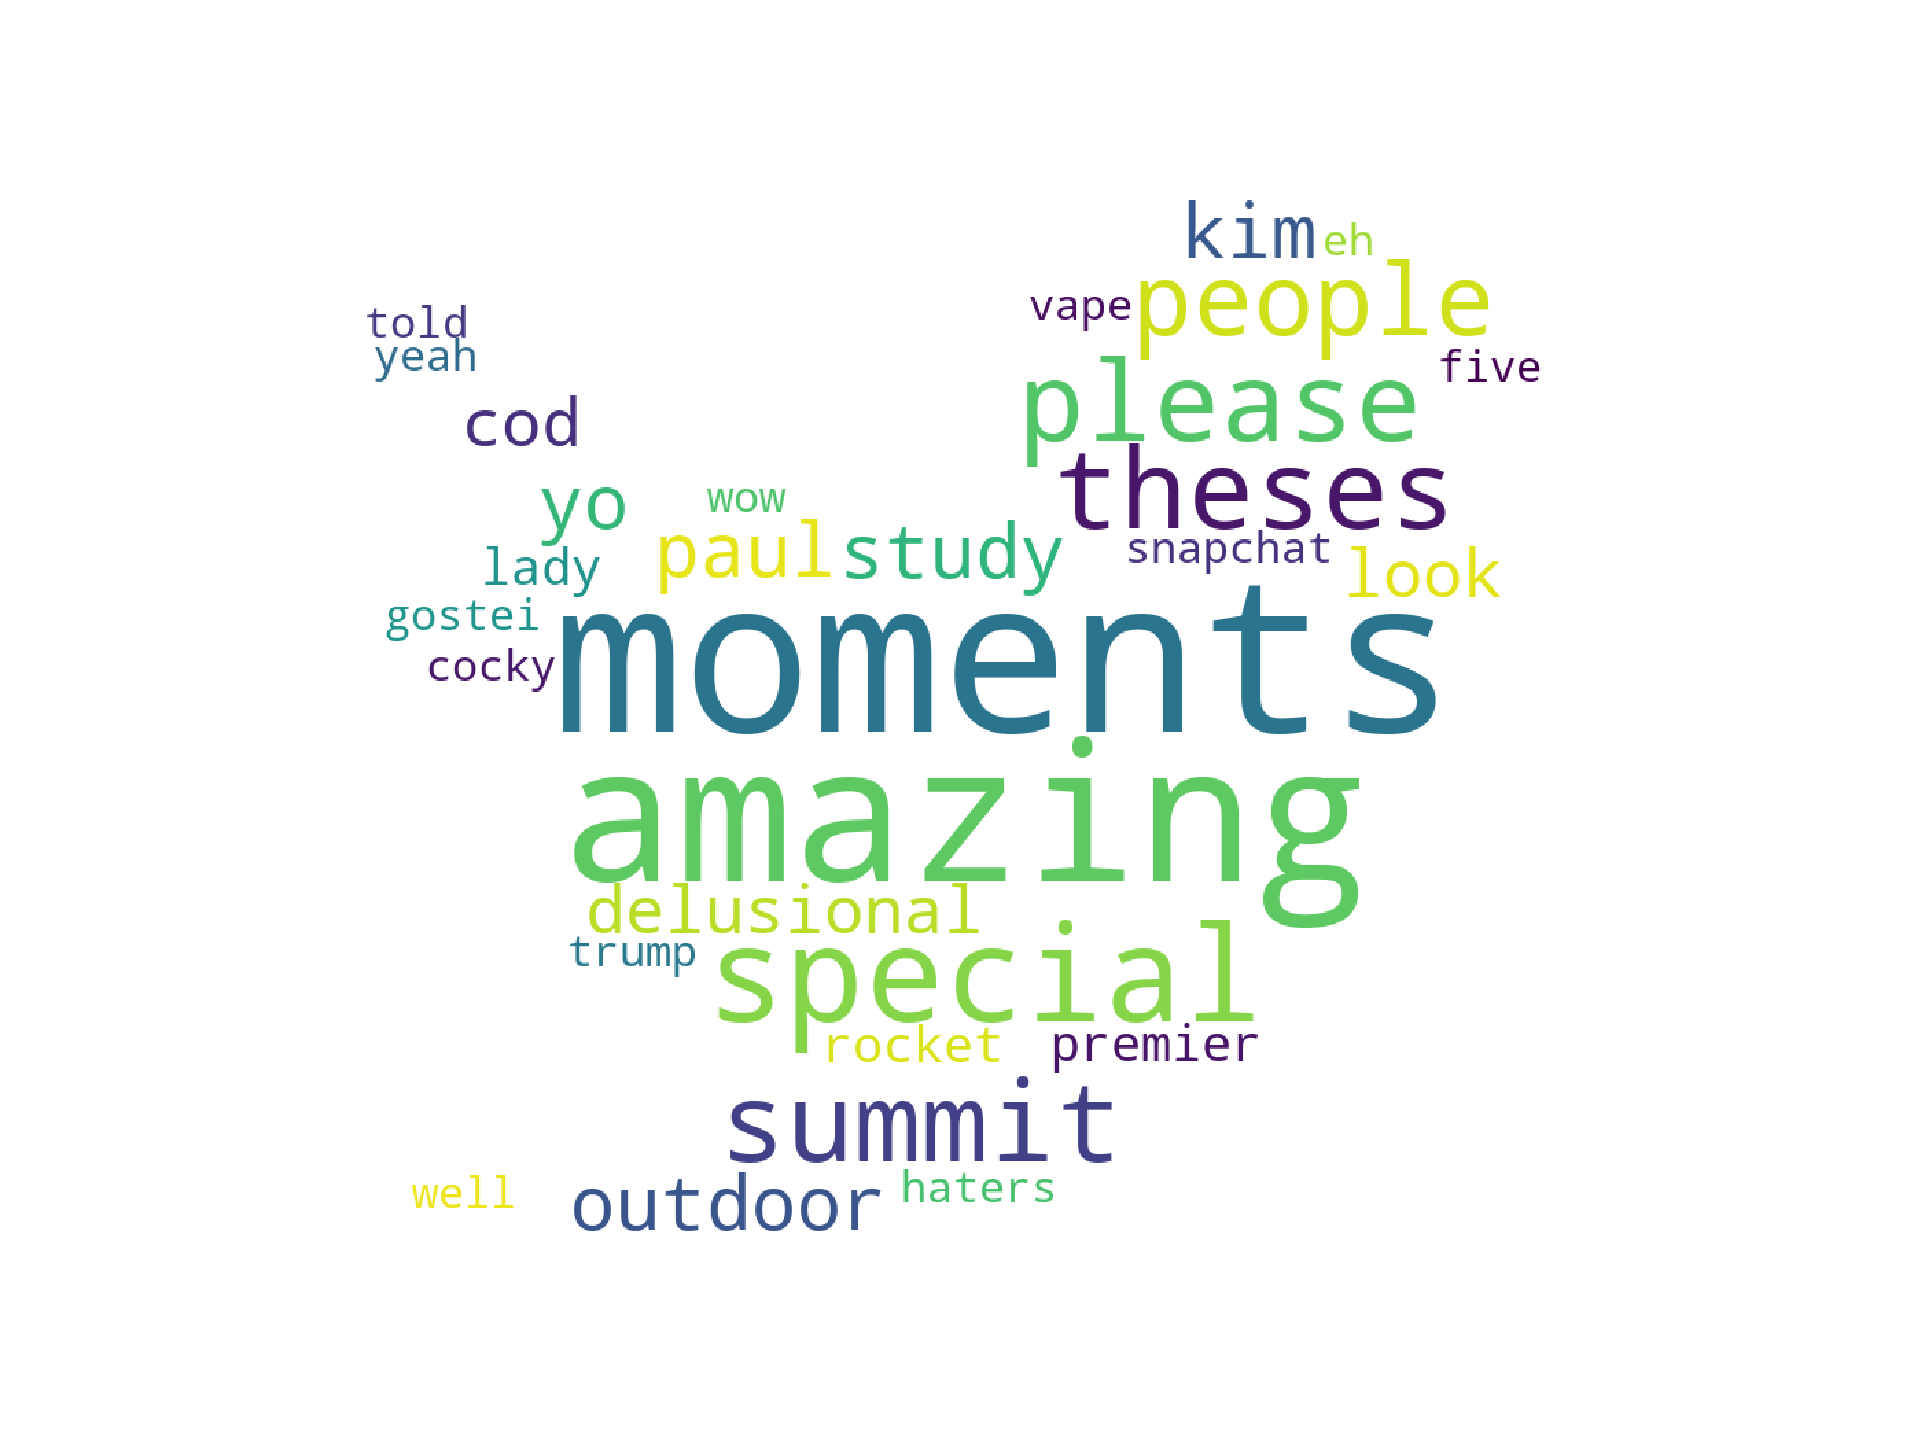 kim eh
told vape people
yeah please five
cod theses
yo wow
lady paul study snapchat look
gostei moments
cocky
amazing
delusional
trump special
rocket premier
summit
well outdoor haters